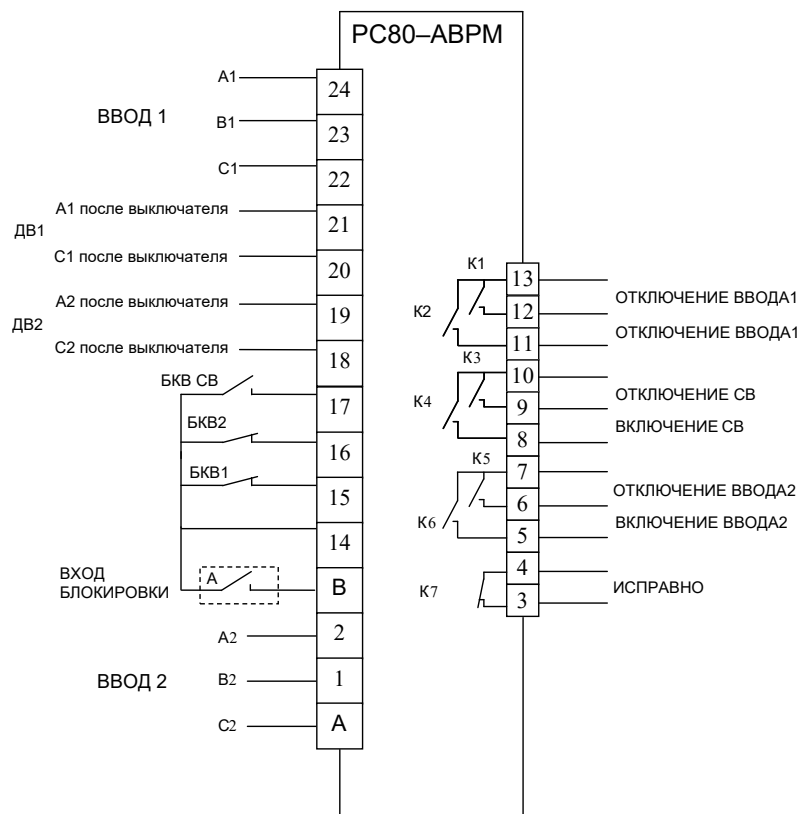 РС80–АВРМ
ВВОД 1
А1
24
В1
23
С1
22
ДВ1
А1 после выключателя
21
С1 после выключателя
20
ДВ2
А2 после выключателя
19
С2 после выключателя
18
БКВ СВ
17
БКВ2
16
БКВ1
15
14
ВХОД
БЛОКИРОВКИ
А
В
А2
2
ВВОД 2
В2
1
С2
А
К1
13
ОТКЛЮЧЕНИЕ ВВОДА1
К2
12
ОТКЛЮЧЕНИЕ ВВОДА1
11
К3
10
ОТКЛЮЧЕНИЕ СВ
К4
9
ВКЛЮЧЕНИЕ СВ
8
К5
7
ОТКЛЮЧЕНИЕ ВВОДА2
6
К6
ВКЛЮЧЕНИЕ ВВОДА2
5
4
К7
ИСПРАВНО
3